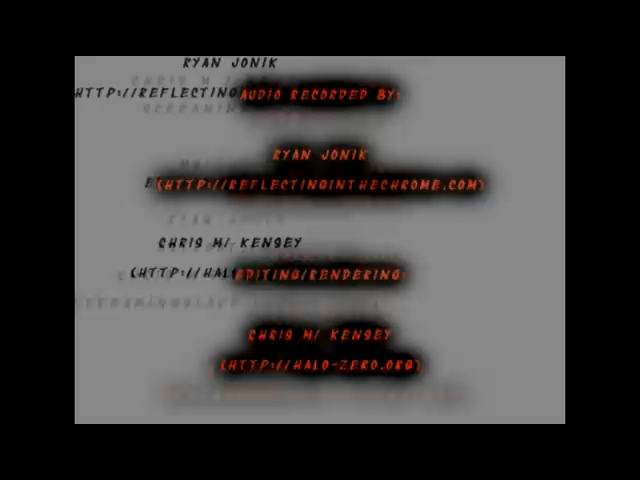 RYAN JONIK
HTTP://REFLECTING
AUDIO RECORDED BY:
RYAN JONIK
(HTTP://REFLECTINGINTHECHROME.COM)
CHRIS M/ KENSEY
(HTTP://HAL
EDITING/RENDERING:
CHRIS M/ KENSEY
(HTTP://HALO-ZERO.ORG)